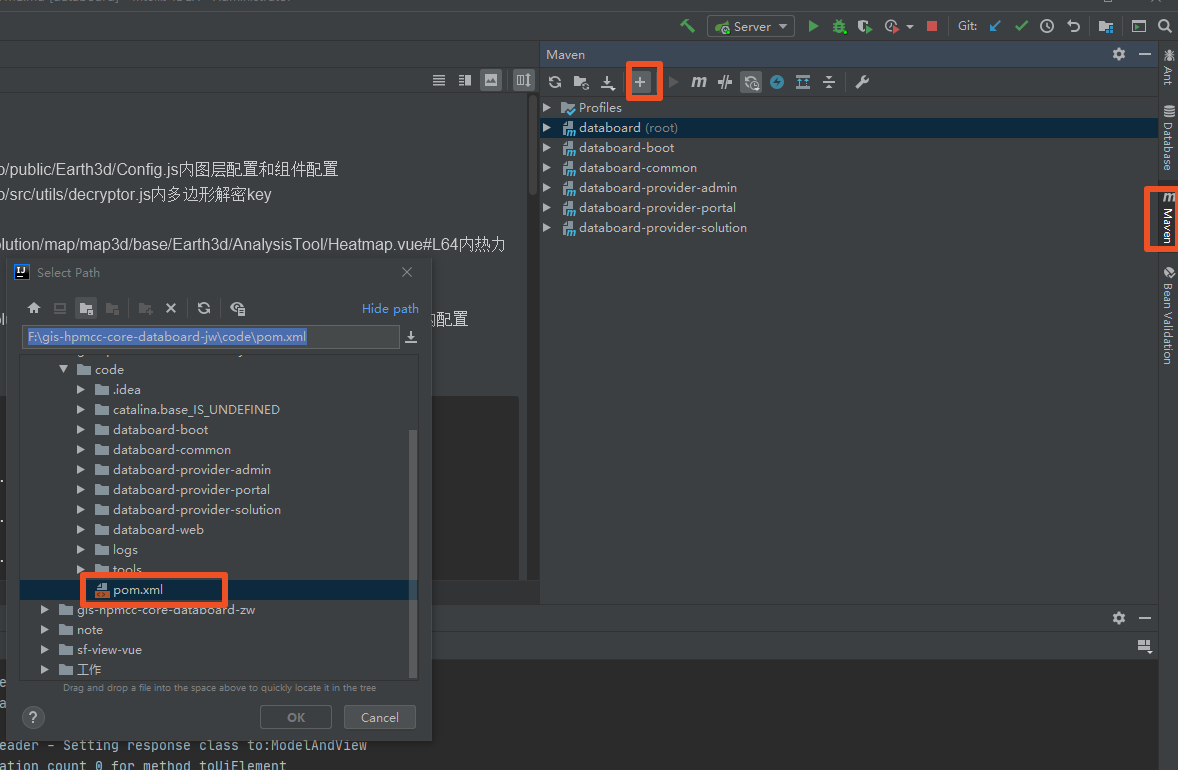 Server
Git:
Maven
Profiles
databoard (root)
databoard-boot
databoard-common
databoard-provider-admin
databoard-provider-portal
databoard-provider-solution
Ant
Database
m Maven
Bean Validation
o/public/Earth3d/Config.js内图层配置和组件配置
o/src/utils/decryptor.js内多边形解密key
olution/map/map3d/base/Earth3d/AnalysisTool/Heatmap.vue#L64内热力
配置
Select Path
Hide path
F:\gis-hpmcc-core-databoard-jw\code\pom.xml
code
.idea
catalina.base_IS_UNDEFINED
databoard-boot
databoard-common
databoard-provider-admin
databoard-provider-portal
databoard-provider-solution
databoard-web
logs
tools
pom.xml
gis-hpmcc-core-databoard-zw
note
sf-view-vue
工作
Drag and drop a file into the space above to quickly locate it in the tree
?
OK
Cancel
eader - Setting response class to:ModelAndView
ation count 0 for method toUiElement